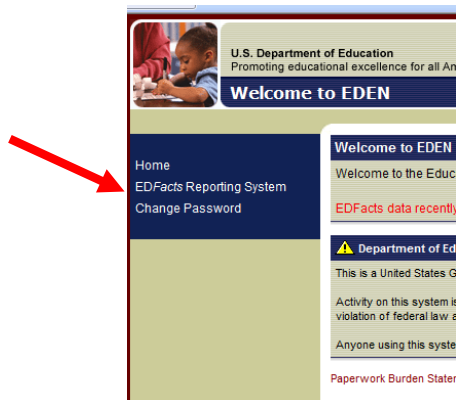 U.S. Department of Education
Promoting educational excellence for all An
Welcome to EDEN
Home
EDFacts Reporting System
Change Password
Welcome to EDEN
Welcome to the Educ
EDFacts data recently
Department of Ed
This is a United States G
Activity on this system is
violation of federal law a
Anyone using this syste
Paperwork Burden Stater